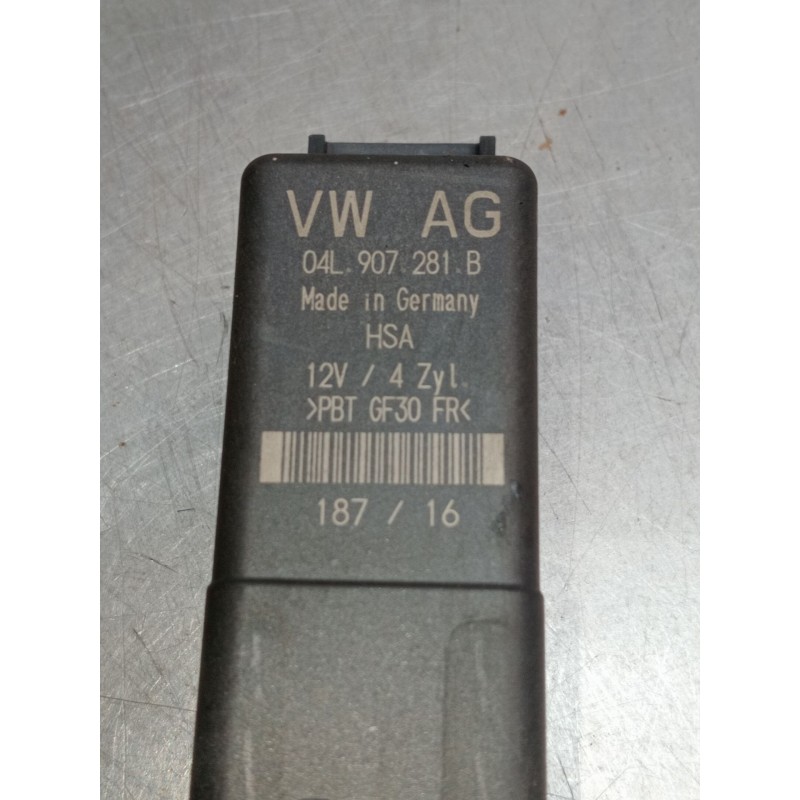 VW AG
04L.907.281.B
Made in Germany
HSA
12V / 4 Zyl.
>PBT GF30 FR<
187 / 16